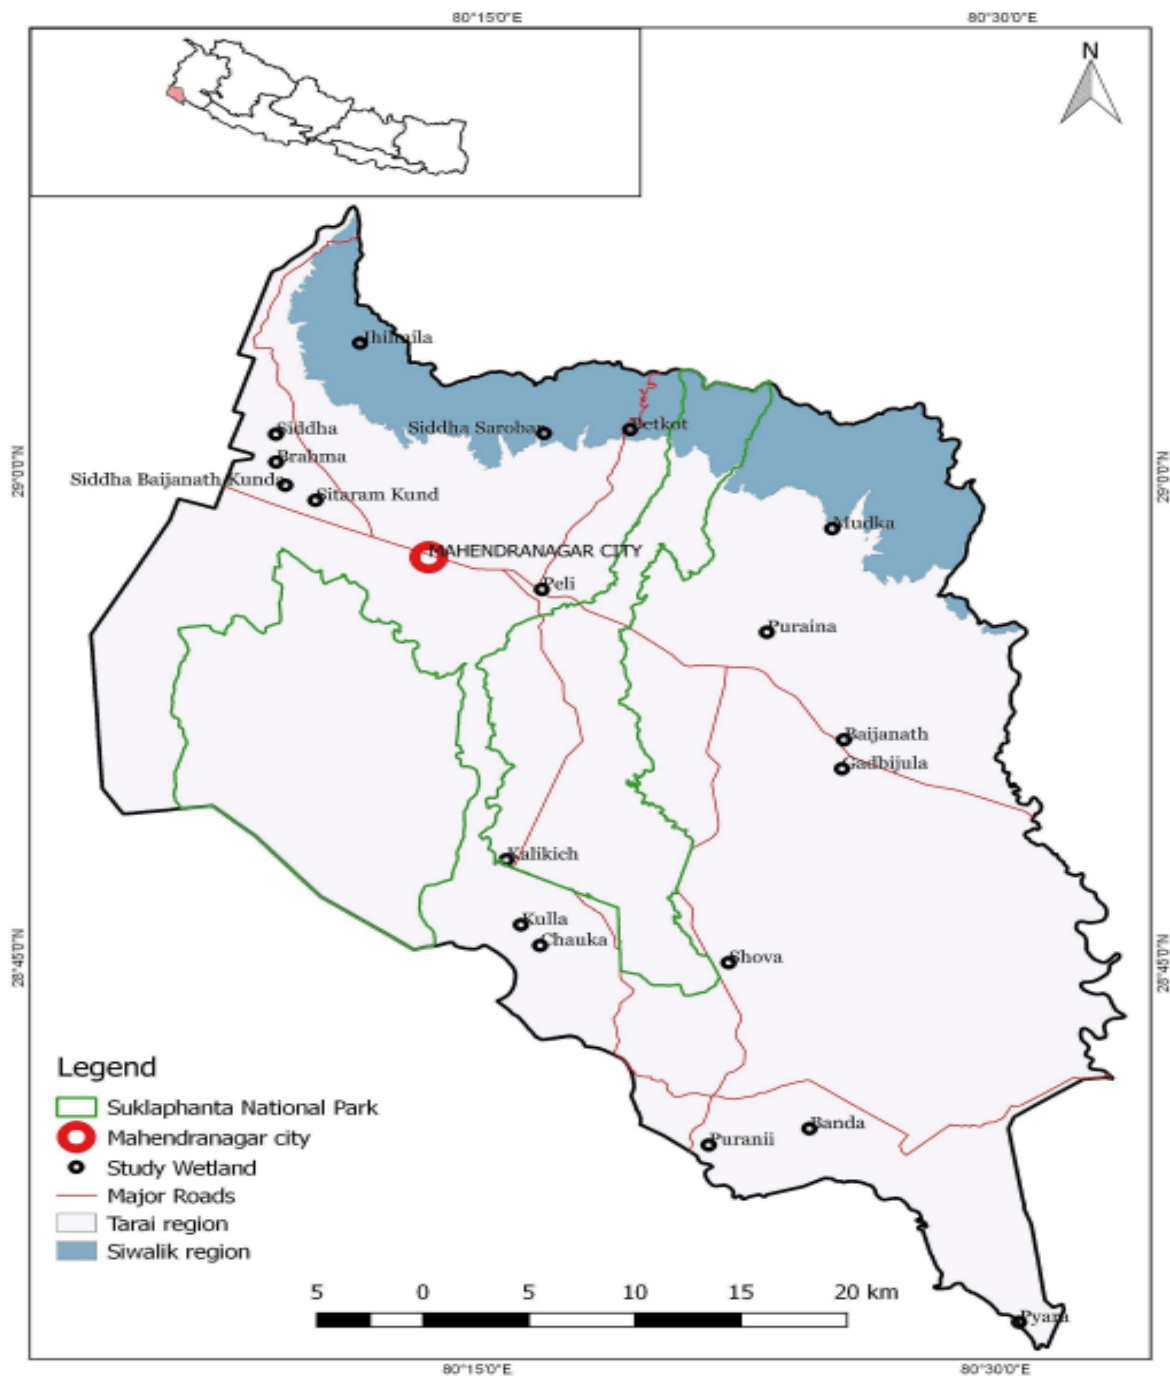 80°15'0"E
80°30'0"E
N
Jhilmila
Siddha
Siddha Sarobar
Betkot
Brahma
Siddha Baijanath Kunda
Sitaram Kund
29°0'0"N
29°0'0"N
Mudka
MAHENDRANAGAR CITY
Peli
Puraina
Baijanath
Gadbijula
Kalikich
Kulla
Chauka
Shova
28°45'0"N
28°45'0"N
Legend
Suklaphanta National Park
Mahendranagar city
Study Wetland
Major Roads
Tarai region
Siwalik region
Banda
Puranii
5 0 5 10 15 20 km
Pyara
80°15'0"E
80°30'0"E